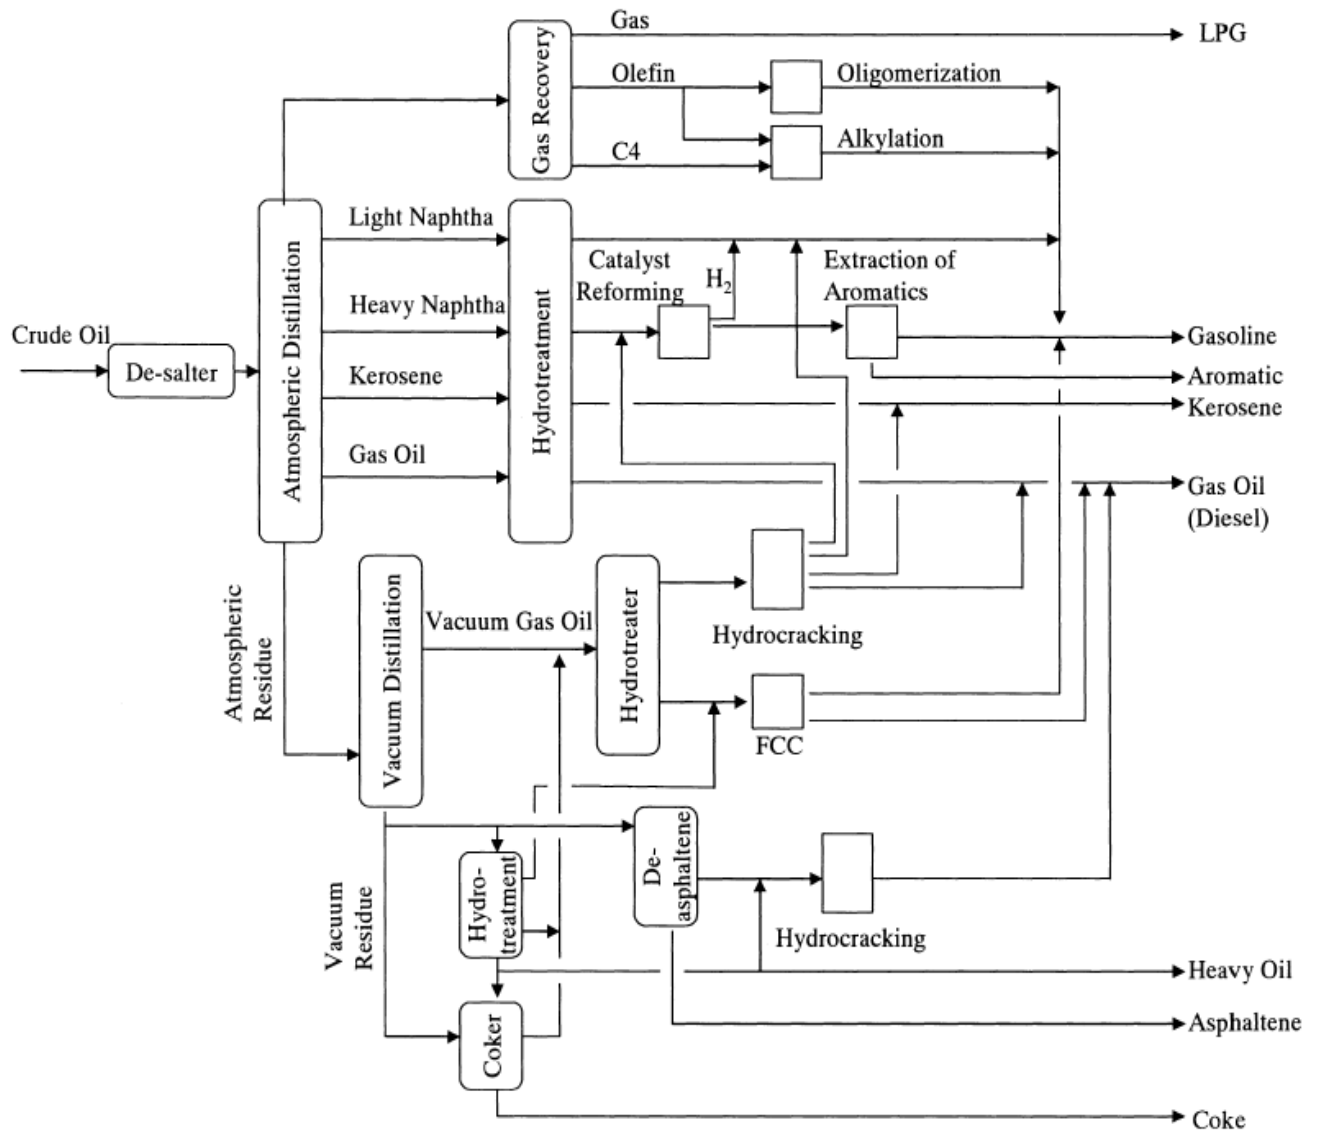 Gas
LPG
Gas Recovery
Olefin
Oligomerization
C4
Alkylation
Light Naphtha
Catalyst
Reforming
H2
Extraction of
Aromatics
Heavy Naphtha
Crude Oil
De-salter
Atmospheric Distillation
Hydrotreatment
Gasoline
Kerosene
Aromatic
Kerosene
Gas Oil
Gas Oil
(Diesel)
Atmospheric
Residue
Vacuum Distillation
Vacuum Gas Oil
Hydrotreater
Hydrocracking
FCC
Vacuum
Residue
Hydro-
treatment
De-
asphaltene
Hydrocracking
Heavy Oil
Coker
Asphaltene
Coke